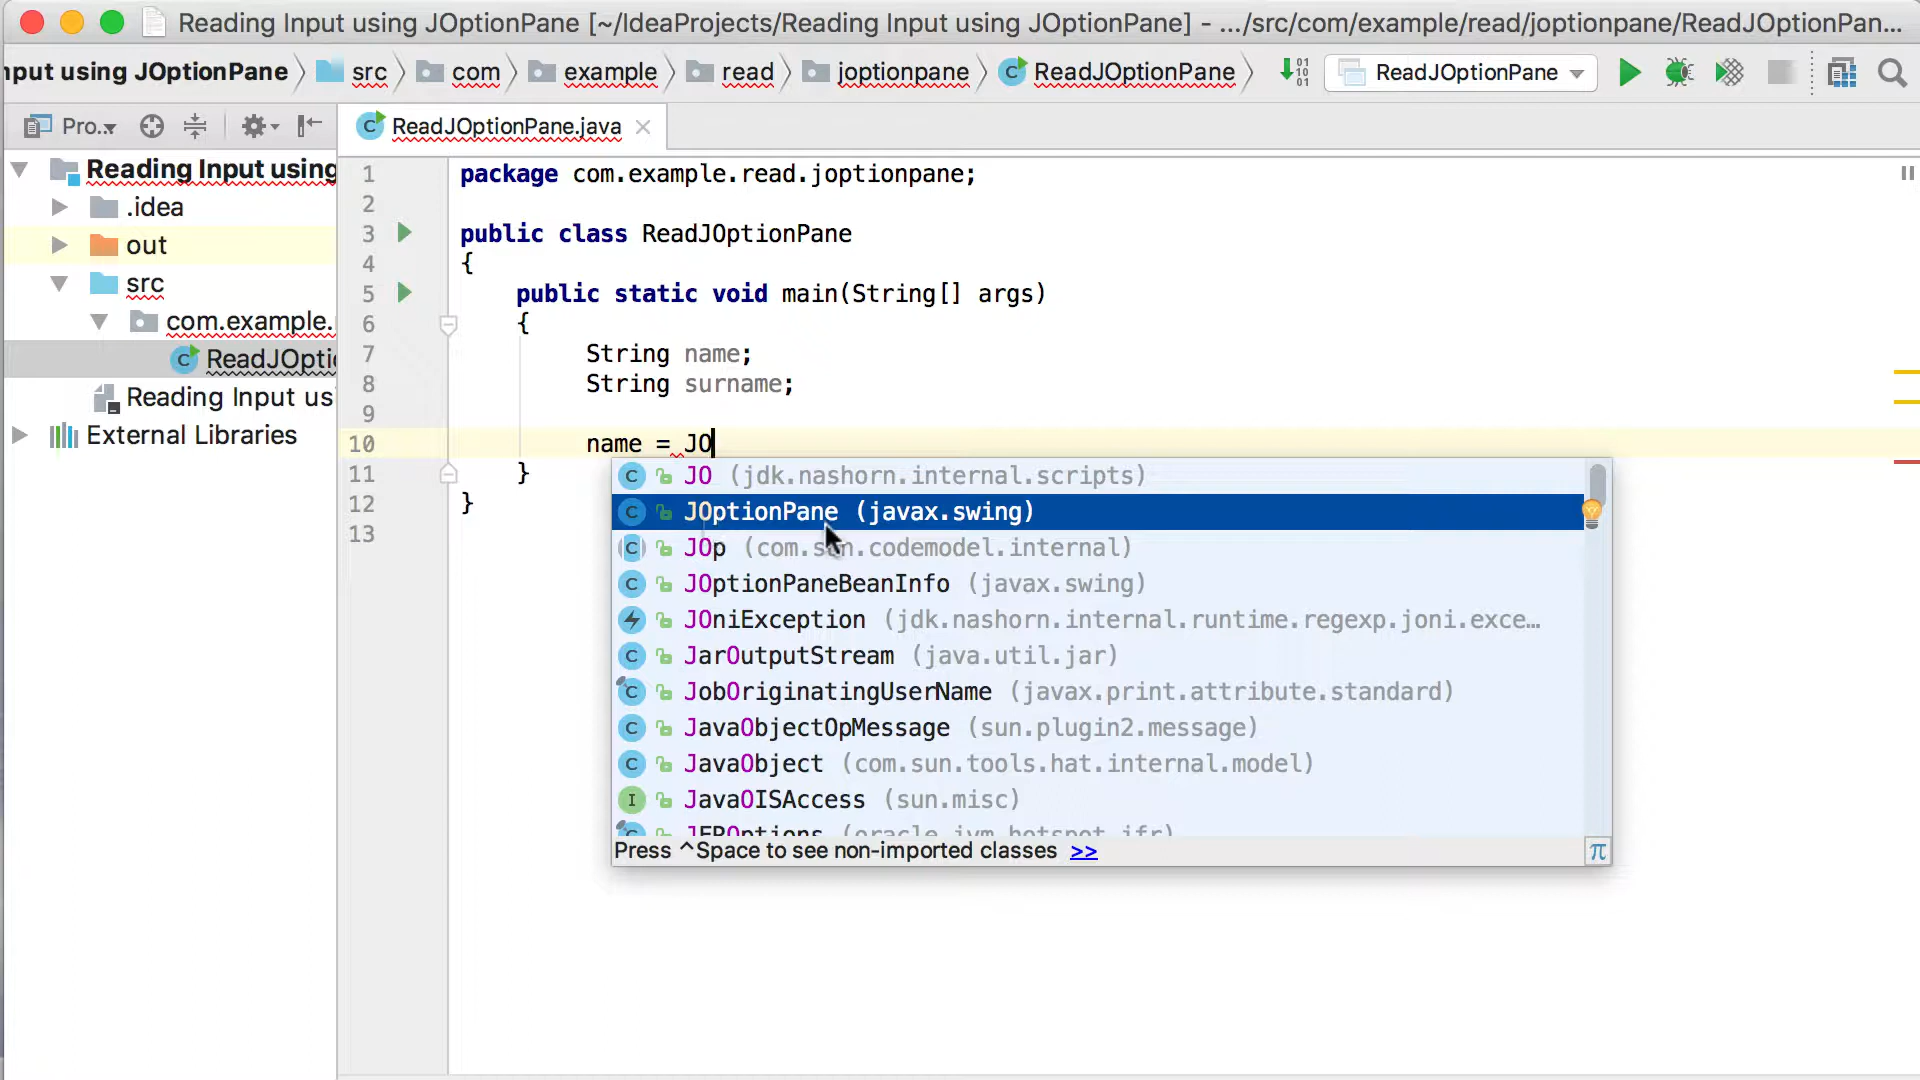 Reading Input using JOptionPane [~/IdeaProjects/Reading Input using JOptionPane] - .../src/com/example/read/joptionpane/ReadJOptionPan...
nput using JOptionPane src com example read joptionpane ReadJOptionPane ReadJOptionPane
Pro.. ReadJOptionPane.java
Reading Input using
.idea
out
src
com.example.
ReadJOptio
Reading Input us
External Libraries
1 package com.example.read.joptionpane;
2
3 public class ReadJOptionPane
4 {
5 public static void main(String[] args)
6 {
7 String name;
8 String surname;
9
10 name = JO
11 }
12 }
13
JO (jdk.nashorn.internal.scripts)
JOptionPane (javax.swing)
JOp (com.sun.codemodel.internal)
JOptionPaneBeanInfo (javax.swing)
JOniException (jdk.nashorn.internal.runtime.regexp.joni.exce…
JarOutputStream (java.util.jar)
JobOriginatingUserName (javax.print.attribute.standard)
JavaObjectOpMessage (sun.plugin2.message)
JavaObject (com.sun.tools.hat.internal.model)
JavaOISAccess (sun.misc)
JFROptions (oracle.jvm.hotspot.jfr)
Press ^Space to see non-imported classes >> π